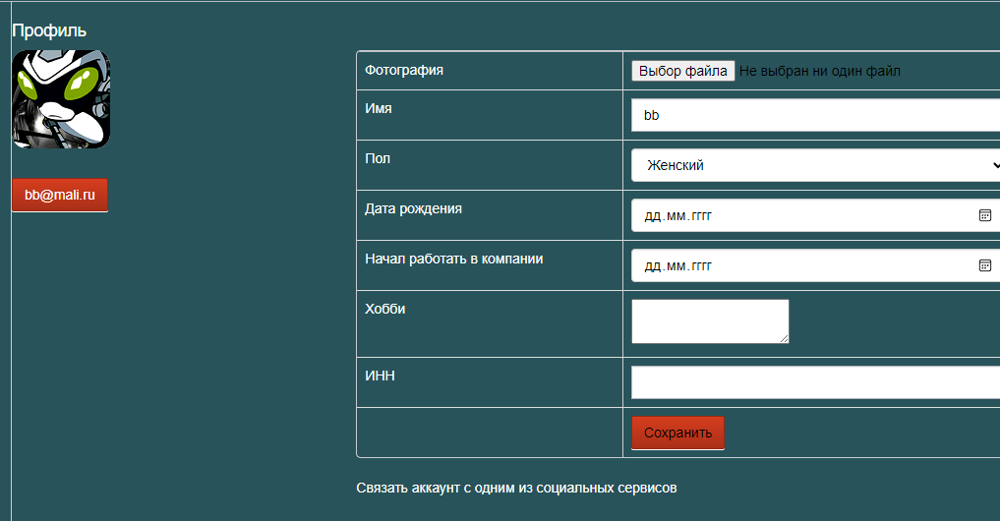 Профиль
Фотография
Выбор файла Не выбран ни один файл
Имя
bb
Пол
Женский
Дата рождения
дд.мм.гггг
Начал работать в компании
дд.мм.гггг
Хобби
ИНН
Сохранить
bb@mali.ru
Связать аккаунт с одним из социальных сервисов